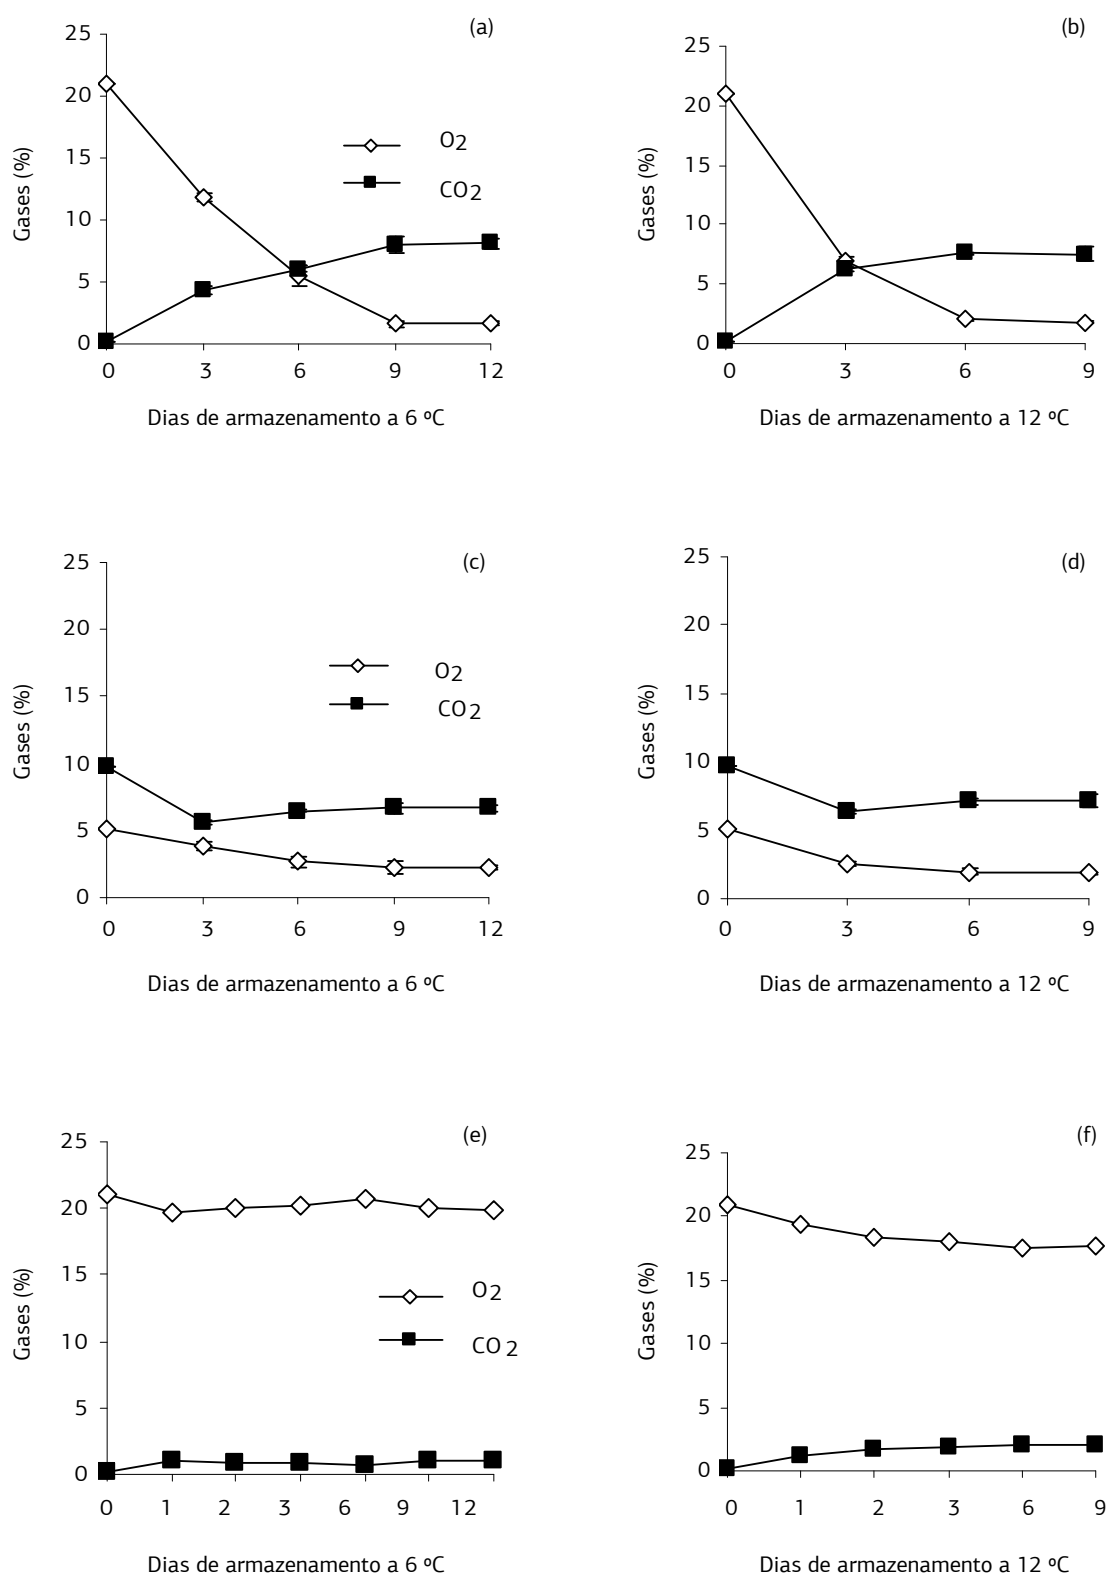 (a)
25
20
15
10
5
0
Gases (%)
O2
CO2
0 3 6 9 12
Dias de armazenamento a 6 ºC
(b)
25
20
15
10
5
0
Gases (%)
0 3 6 9
Dias de armazenamento a 12 ºC
(c)
25
20
15
10
5
0
Gases (%)
O2
CO2
0 3 6 9 12
Dias de armazenamento a 6 ºC
(d)
25
20
15
10
5
0
Gases (%)
0 3 6 9
Dias de armazenamento a 12 ºC
(e)
25
20
15
10
5
0
Gases (%)
O2
CO2
0 1 2 3 6 9 12
Dias de armazenamento a 6 ºC
(f)
25
20
15
10
5
0
Gases (%)
0 1 2 3 6 9
Dias de armazenamento a 12 ºC